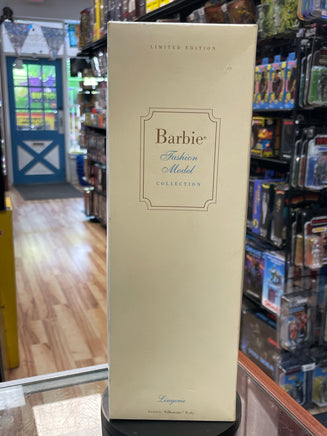 LIMITED EDITION
Barbie®
Fashion
Model
COLLECTION
Lingerie